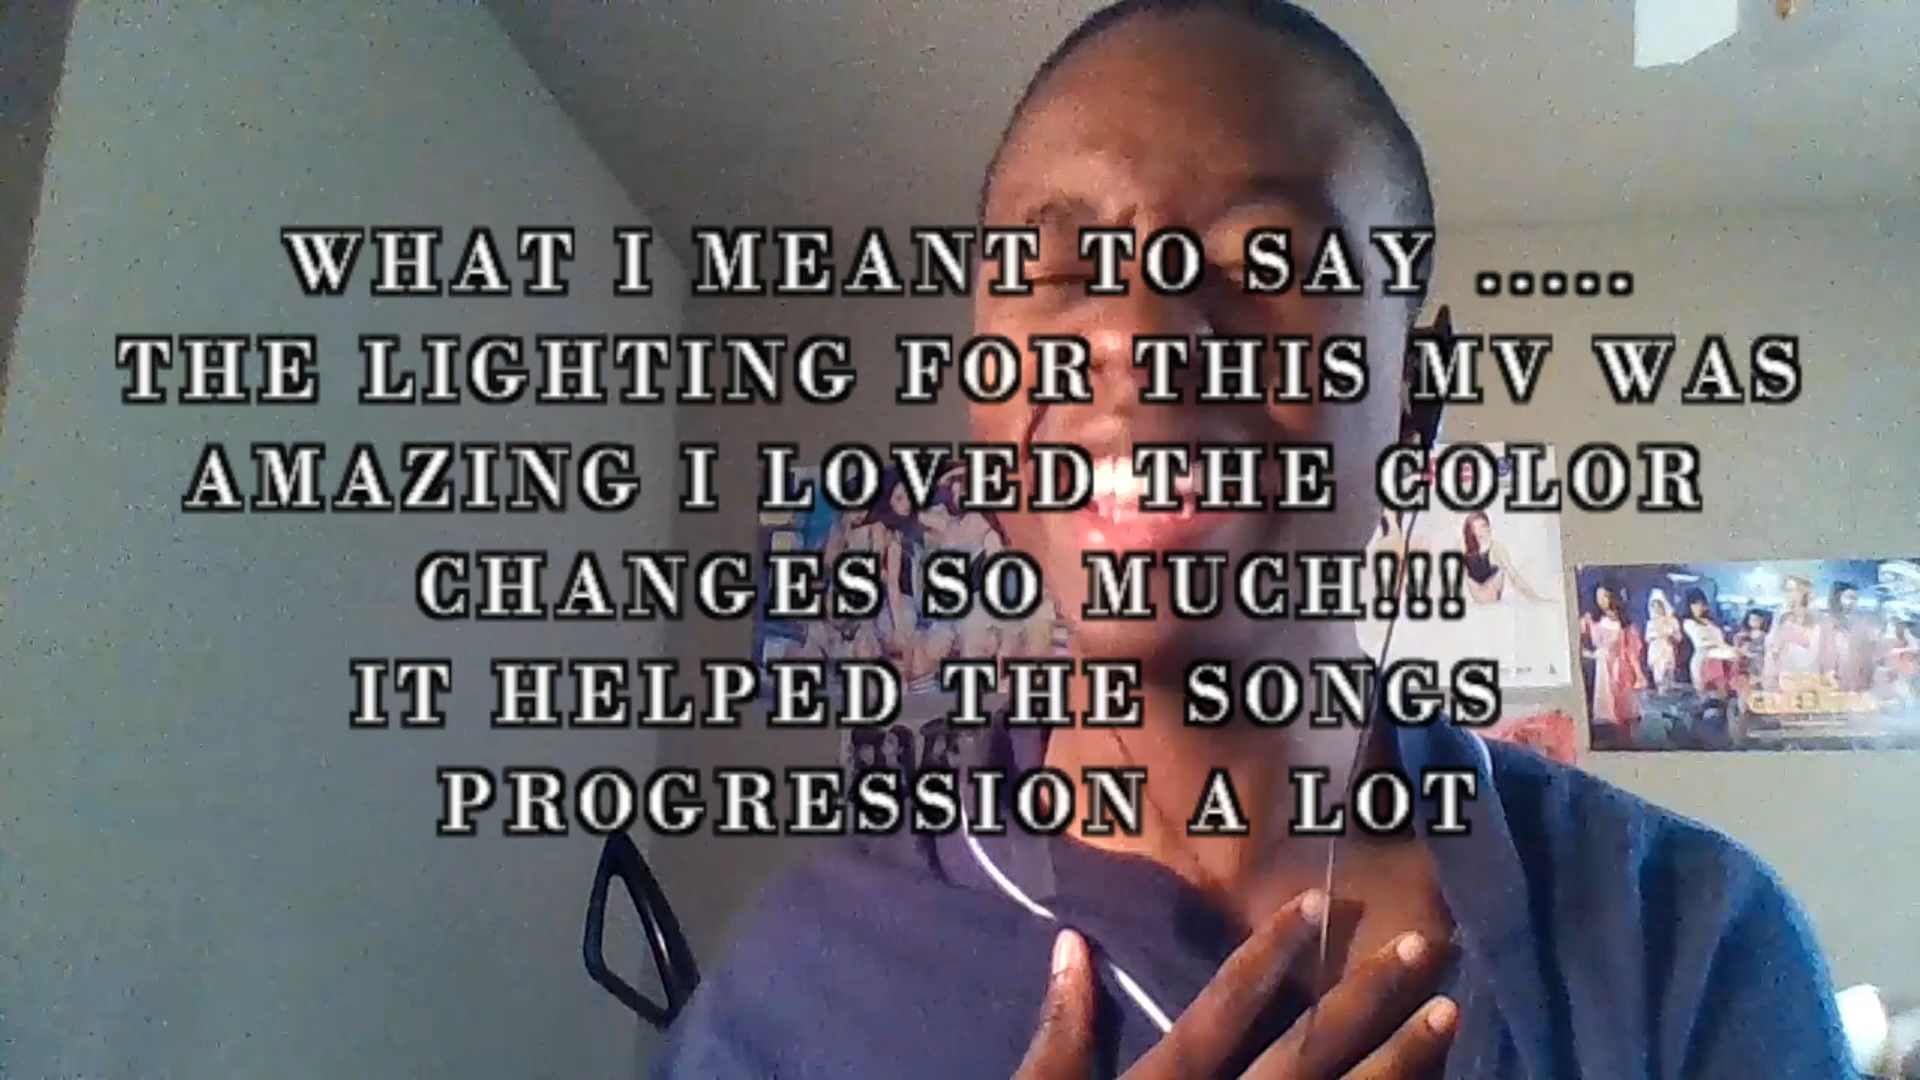 WHAT I MEANT TO SAY .....
THE LIGHTING FOR THIS MV WAS
AMAZING I LOVED THE COLOR
CHANGES SO MUCH!!!
IT HELPED THE SONGS
PROGRESSION A LOT